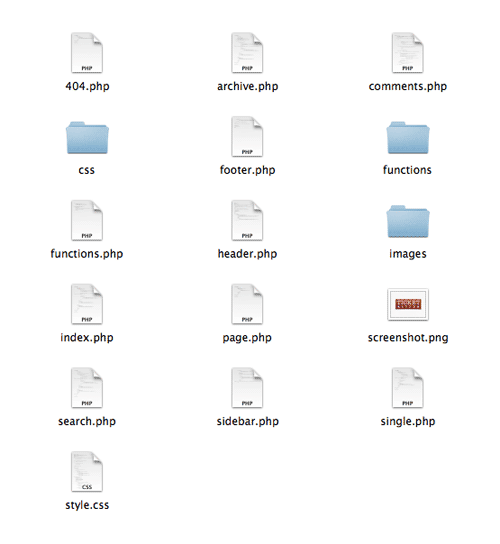 PHP PHP PHP
404.php archive.php comments.php
PHP
css footer.php functions
PHP PHP
functions.php header.php images
PHP PHP TICKET
index.php page.php screenshot.png
PHP PHP PHP
search.php sidebar.php single.php
CSS
style.css